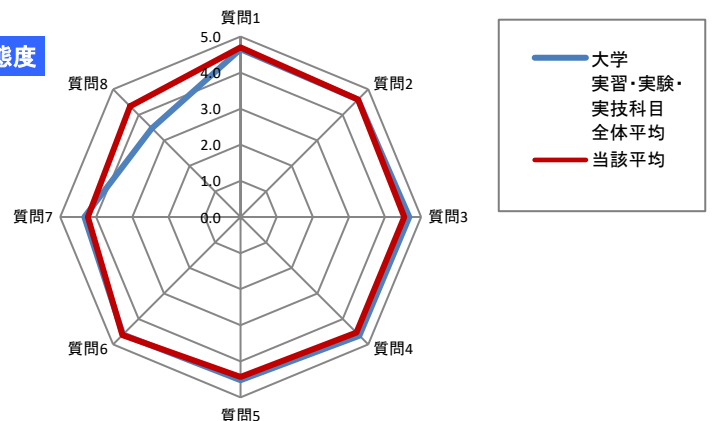 態度
質問1
質問2
質問3
質問4
質問5
質問6
質問7
質問8
5.0
4.0
3.0
2.0
1.0
0.0
大学
実習・実験・
実技科目
全体平均
当該平均